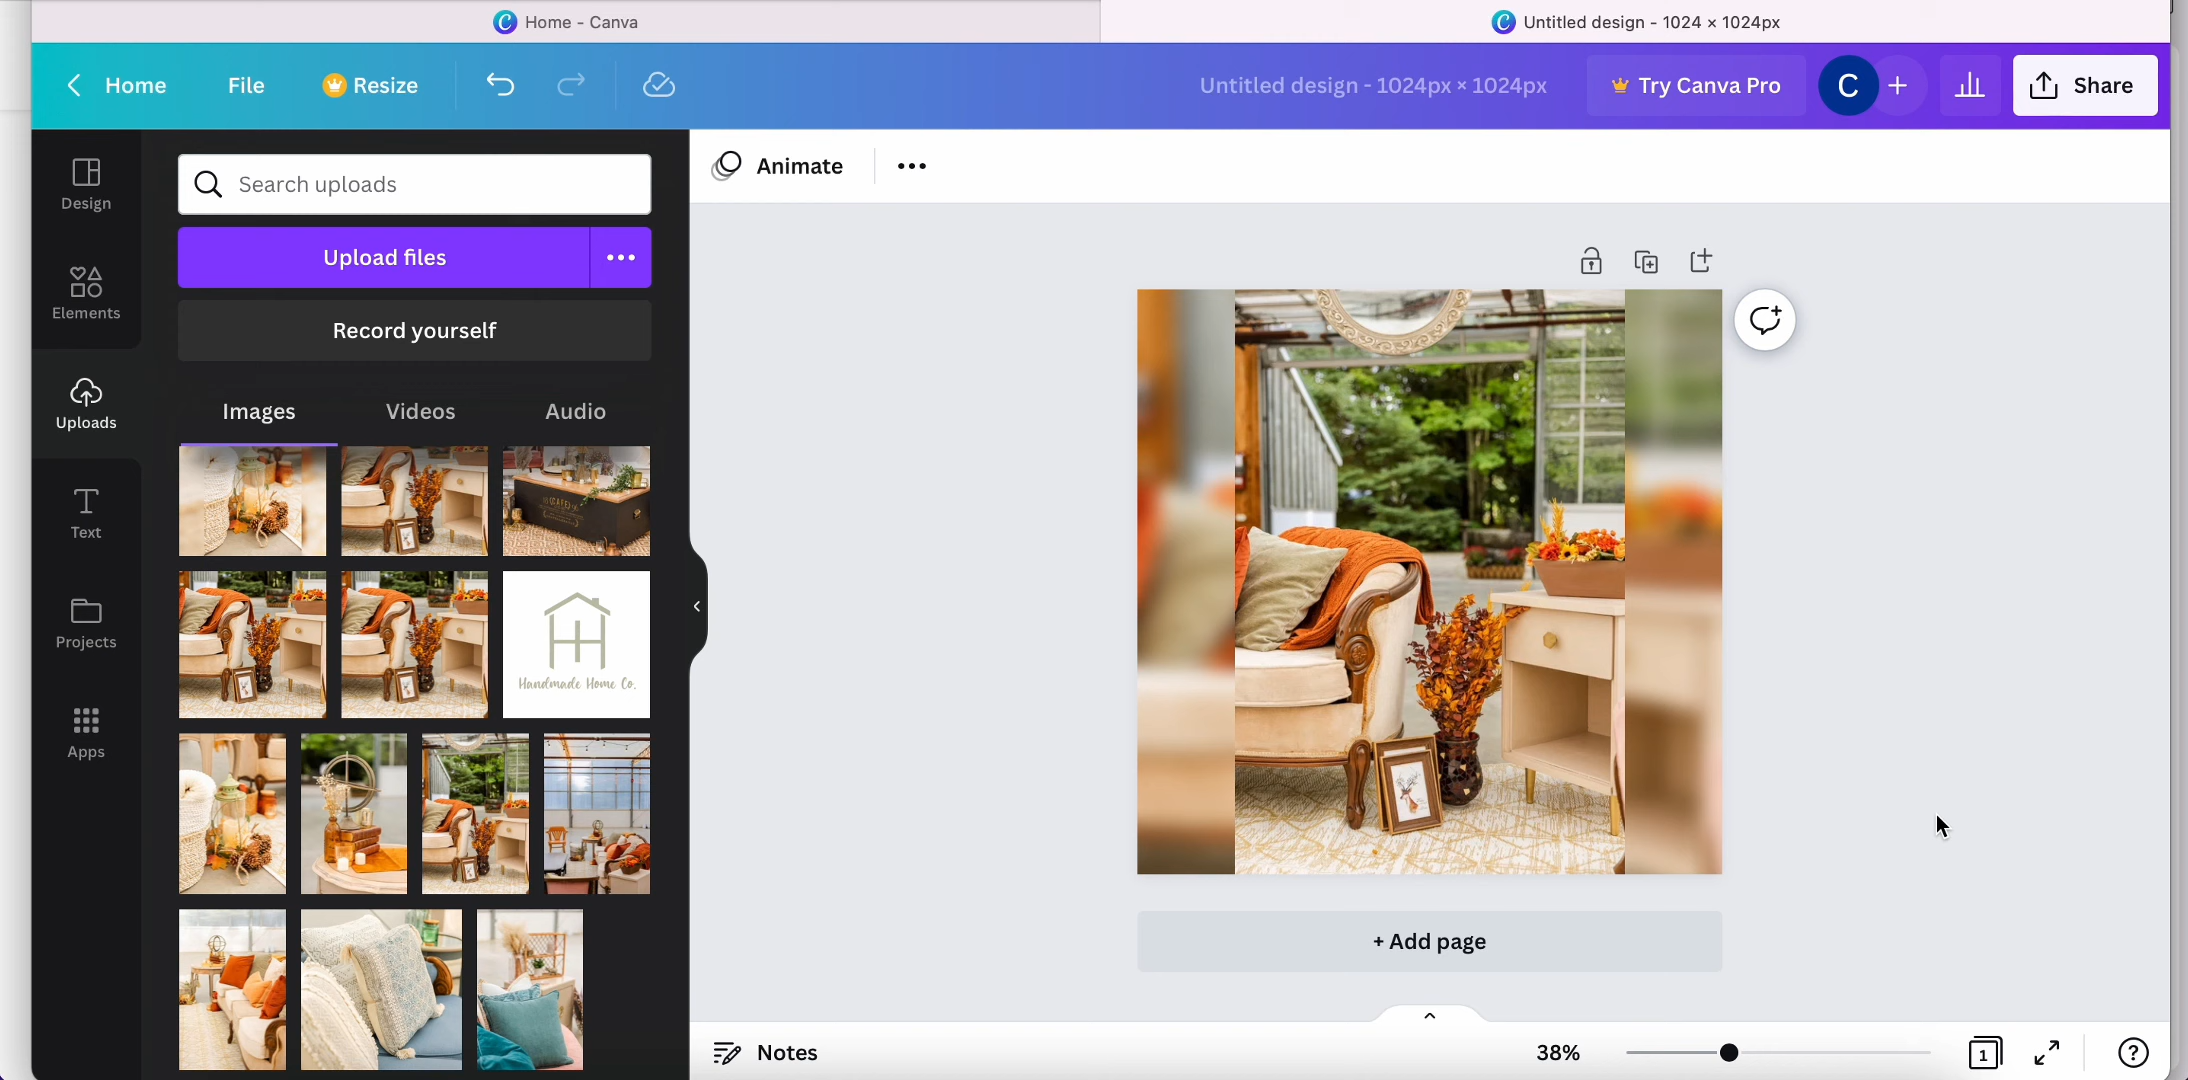 Home - Canva
Untitled design - 1024 × 1024px
Home
File
Resize
Untitled design - 1024px × 1024px
Try Canva Pro
C
+
Share
Design
Elements
Uploads
Text
Projects
Apps
Search uploads
Upload files
Record yourself
Images
Videos
Audio
Handmade Home Co.
Animate
+ Add page
Notes
38%
1
?